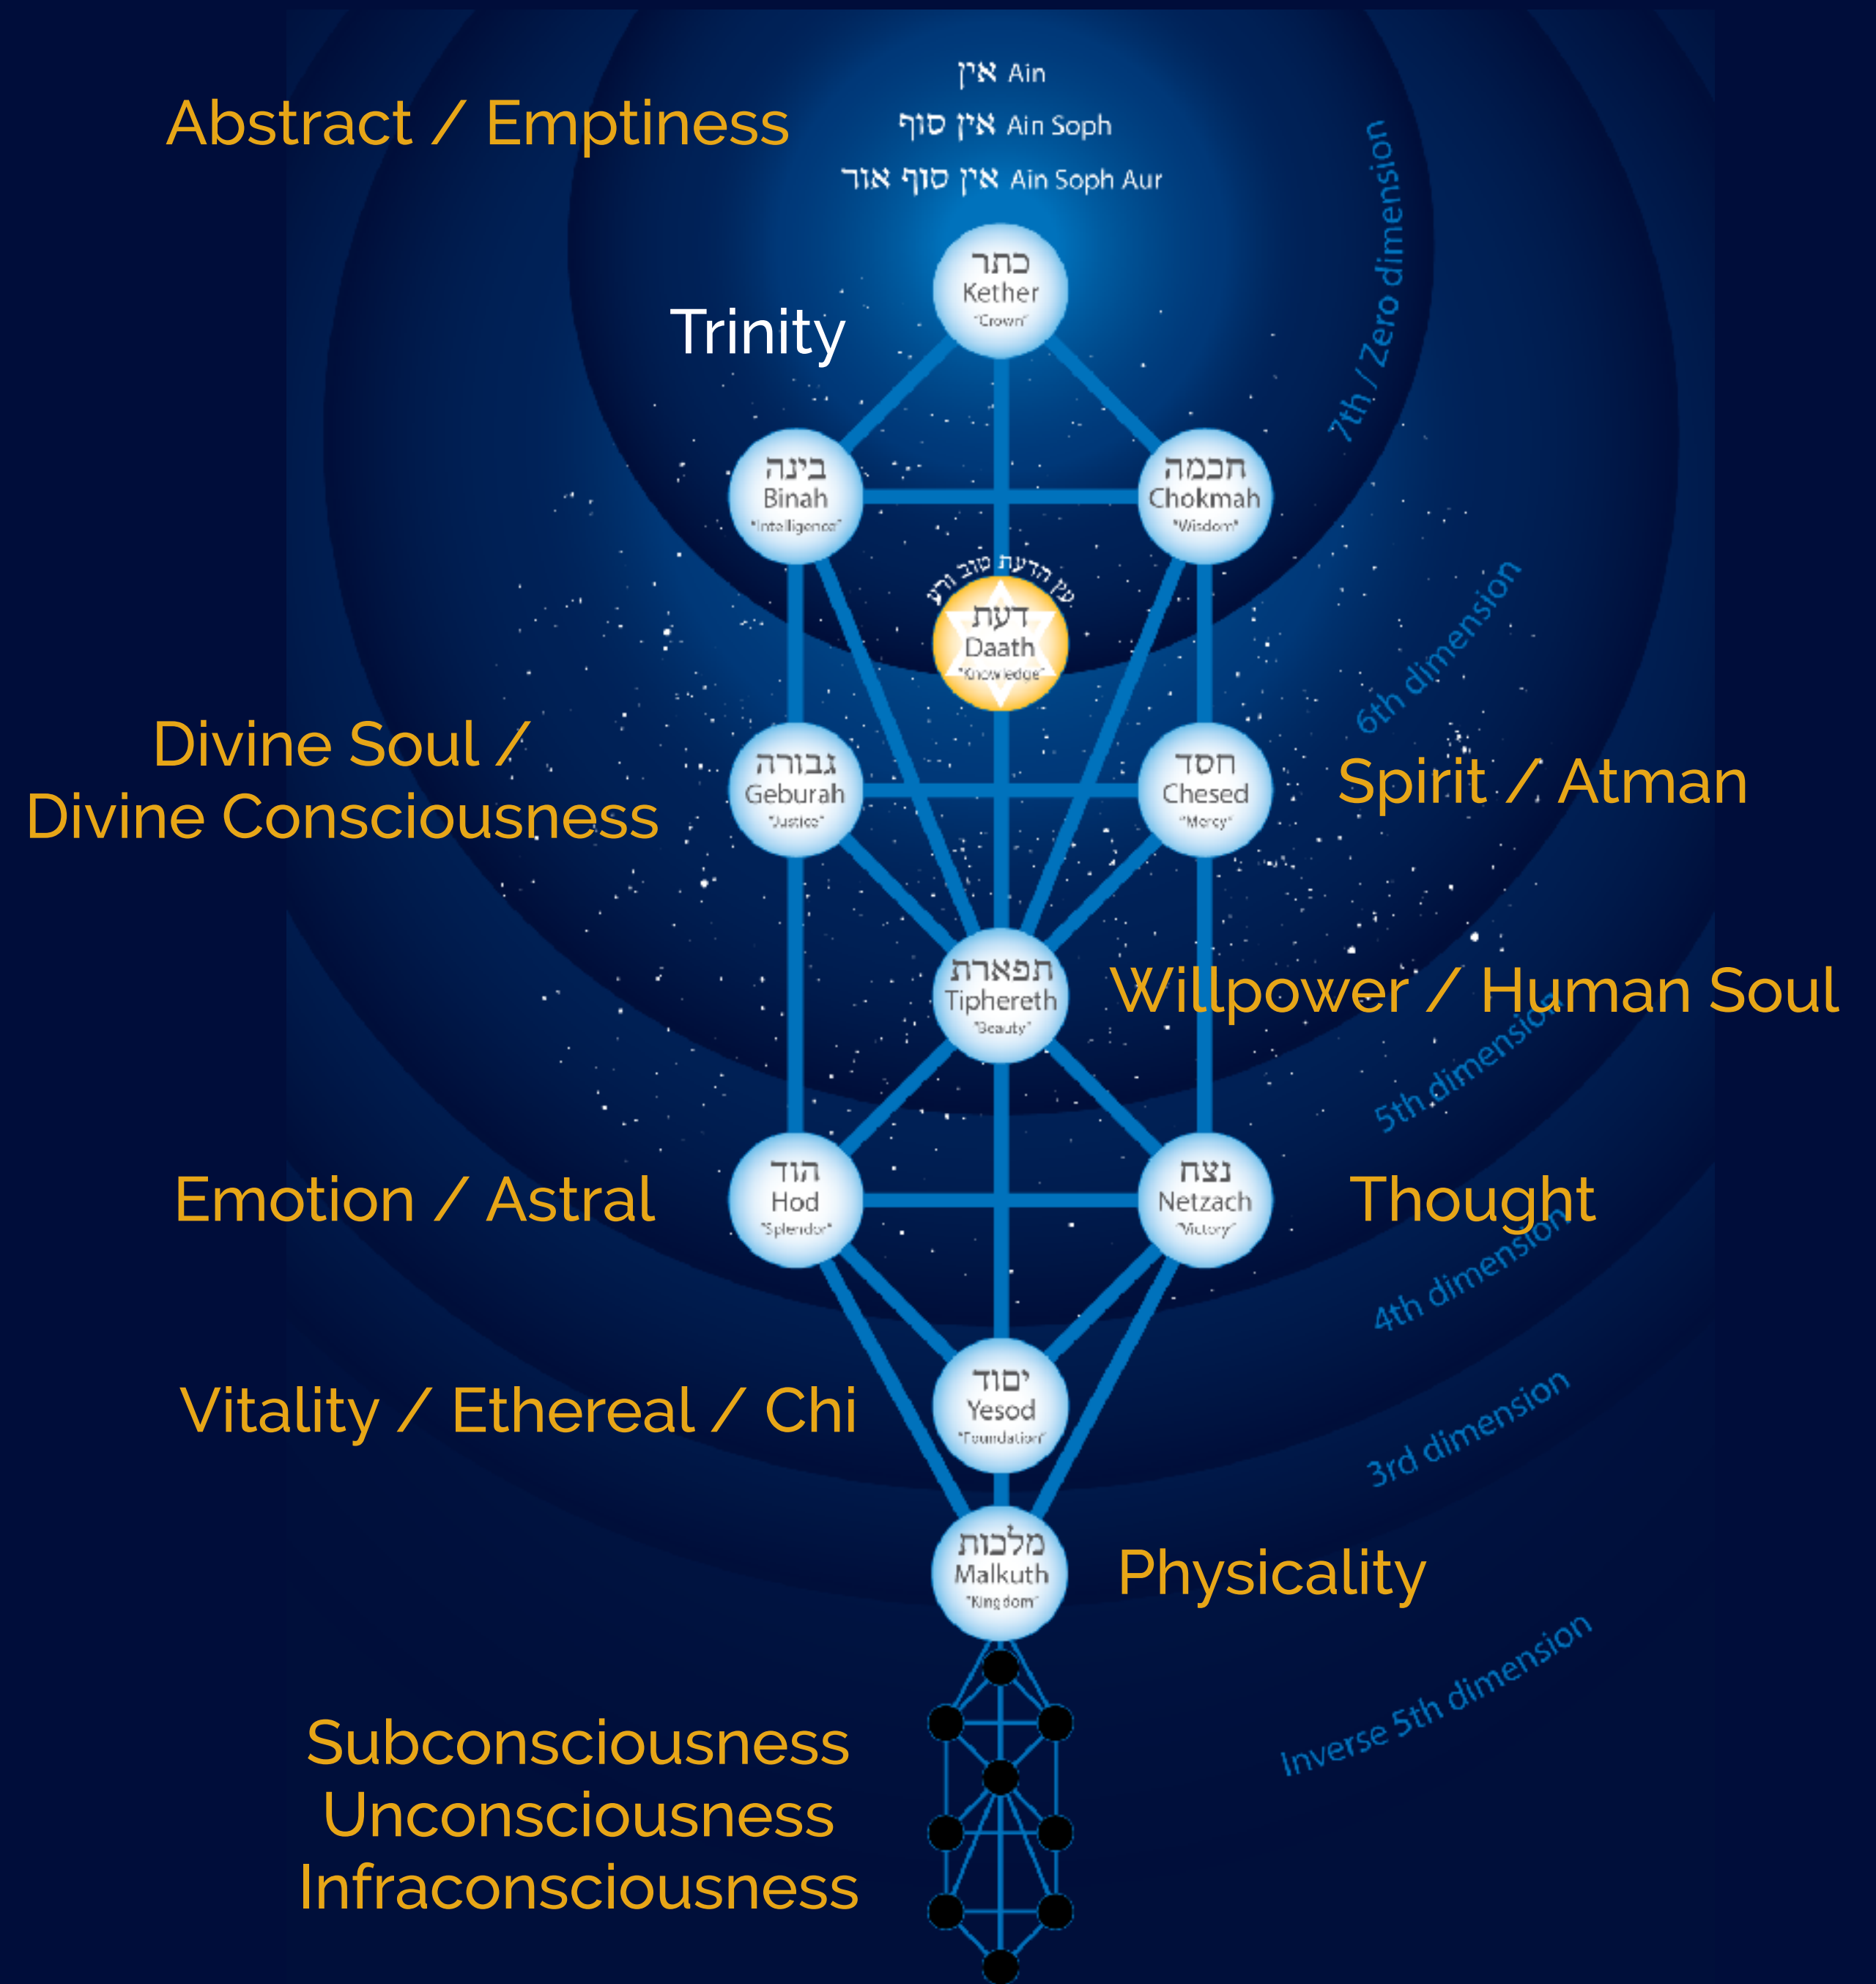 אין Ain
Abstract / Emptiness
אין סוף Ain Soph
אין סוף אור Ain Soph Aur
7th / Zero dimension
כתר
Kether
"Crown"
Trinity
בינה
Binah
"Intelligence"
חכמה
Chokmah
"Wisdom"
עץ הדעת טוב ורע
דעת
Daath
"Knowledge"
6th dimension
Divine Soul /
Divine Consciousness
גבורה
Geburah
"Justice"
חסד
Chesed
"Mercy"
Spirit / Atman
תפארת
Tiphereth
"Beauty"
Willpower / Human Soul
5th dimension
Emotion / Astral
הוד
Hod
"Splendor"
נצח
Netzach
"Victory"
Thought
4th dimension
Vitality / Ethereal / Chi
יסוד
Yesod
"Foundation"
3rd dimension
מלכות
Malkuth
"Kingdom"
Physicality
Inverse 5th dimension
Subconsciousness
Unconsciousness
Infraconsciousness